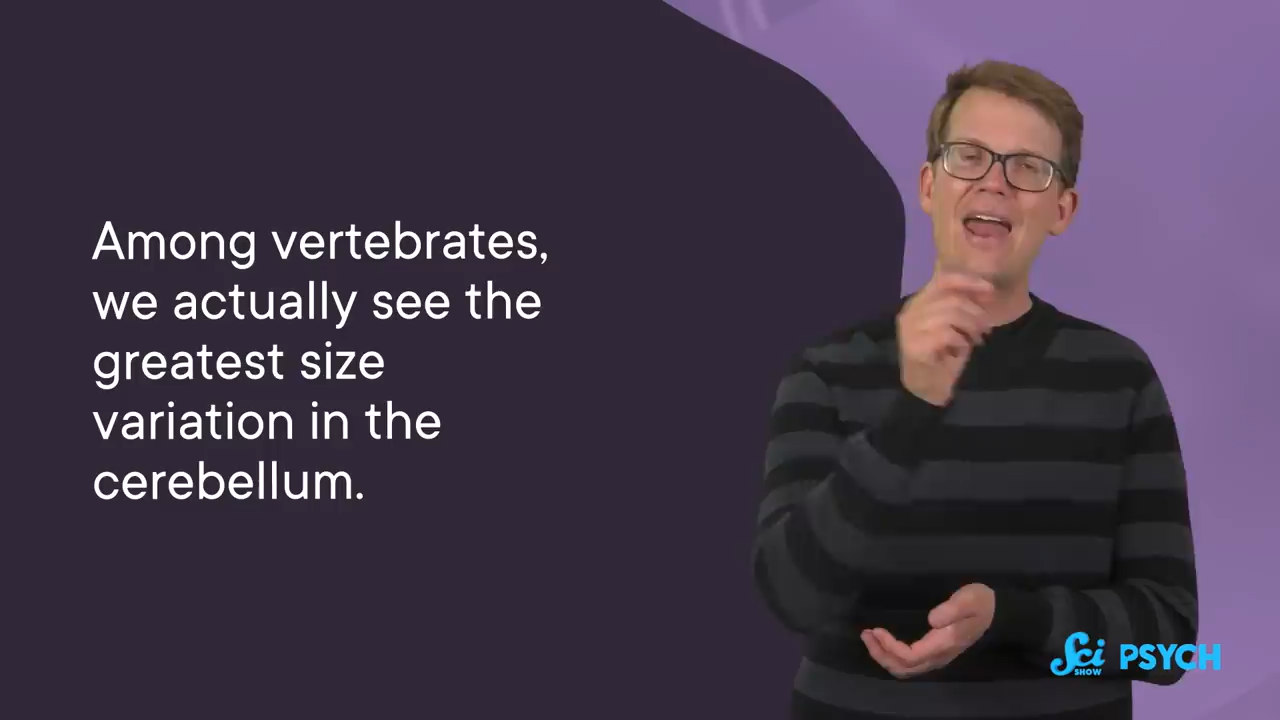 Among vertebrates,
we actually see the
greatest size
variation in the
cerebellum.
Sci SHOW PSYCH